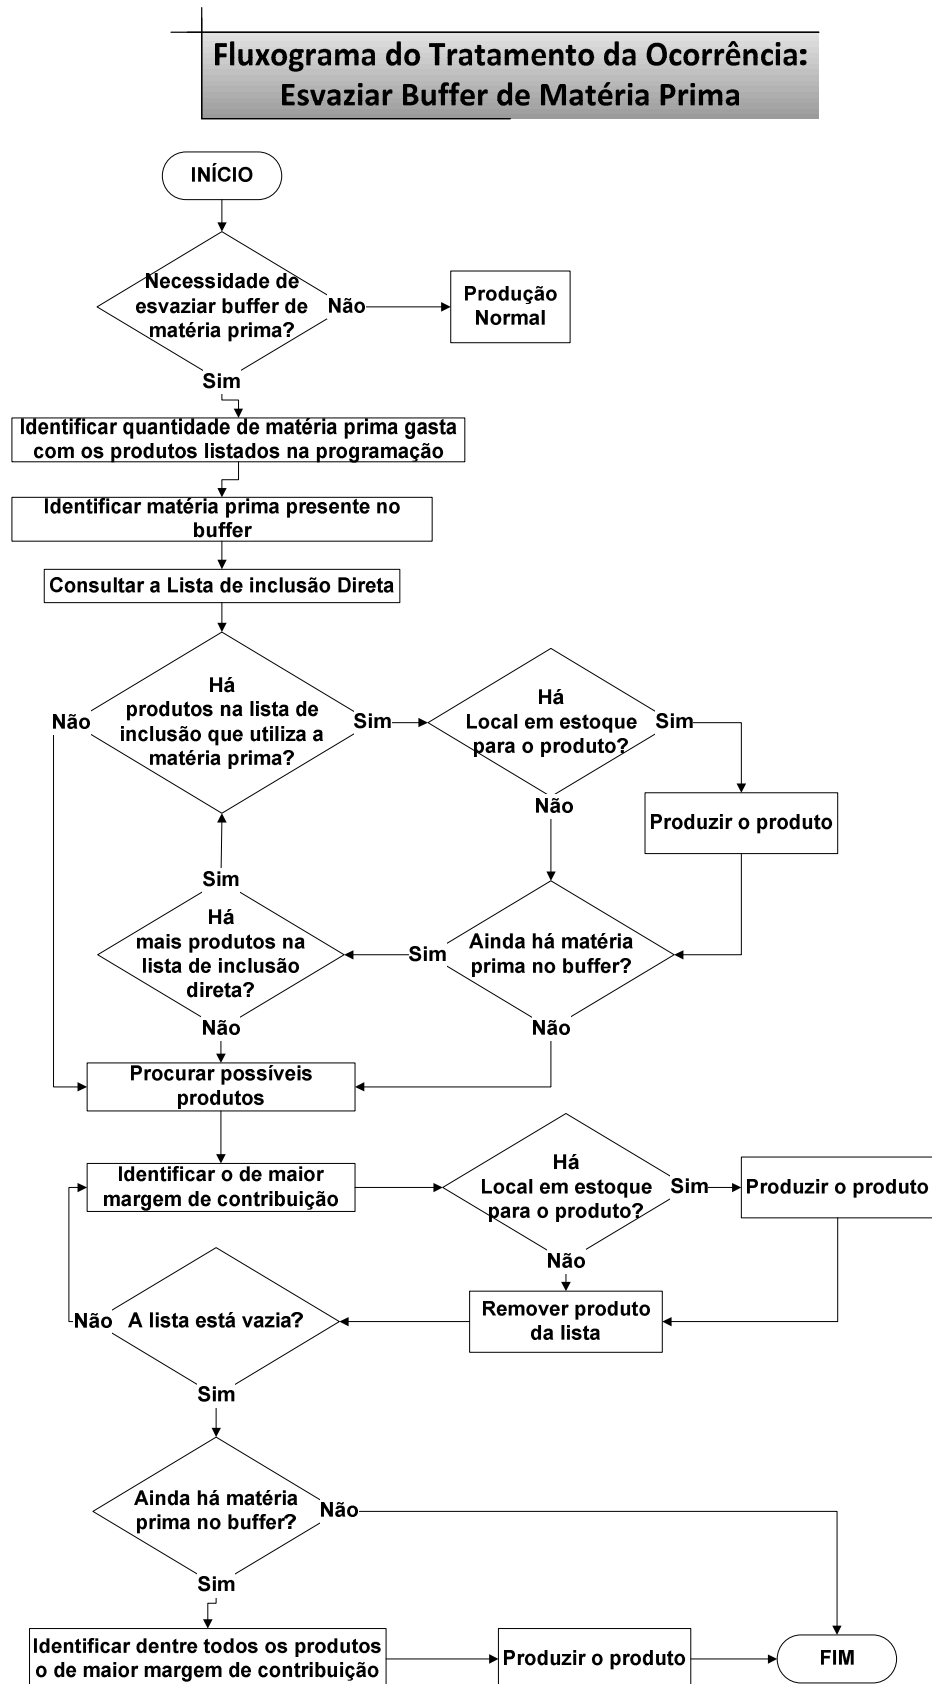 Fluxograma do Tratamento da Ocorrência:
Esvaziar Buffer de Matéria Prima
INÍCIO
Necessidade de
esvaziar buffer de
matéria prima?
Não
Produção
Normal
Sim
Identificar quantidade de matéria prima gasta
com os produtos listados na programação
Identificar matéria prima presente no
buffer
Consultar a Lista de inclusão Direta
Há
produtos na lista de
inclusão que utiliza a
matéria prima?
Não
Sim
Há
Local em estoque
para o produto?
Sim
Não
Produzir o produto
Sim
Há
mais produtos na
lista de inclusão
direta?
Sim
Ainda há matéria
prima no buffer?
Não
Não
Procurar possíveis
produtos
Identificar o de maior
margem de contribuição
Há
Local em estoque
para o produto?
Sim
Produzir o produto
Não
Remover produto
da lista
Não
A lista está vazia?
Sim
Ainda há matéria
prima no buffer?
Não
Sim
Identificar dentre todos os produtos
o de maior margem de contribuição
Produzir o produto
FIM